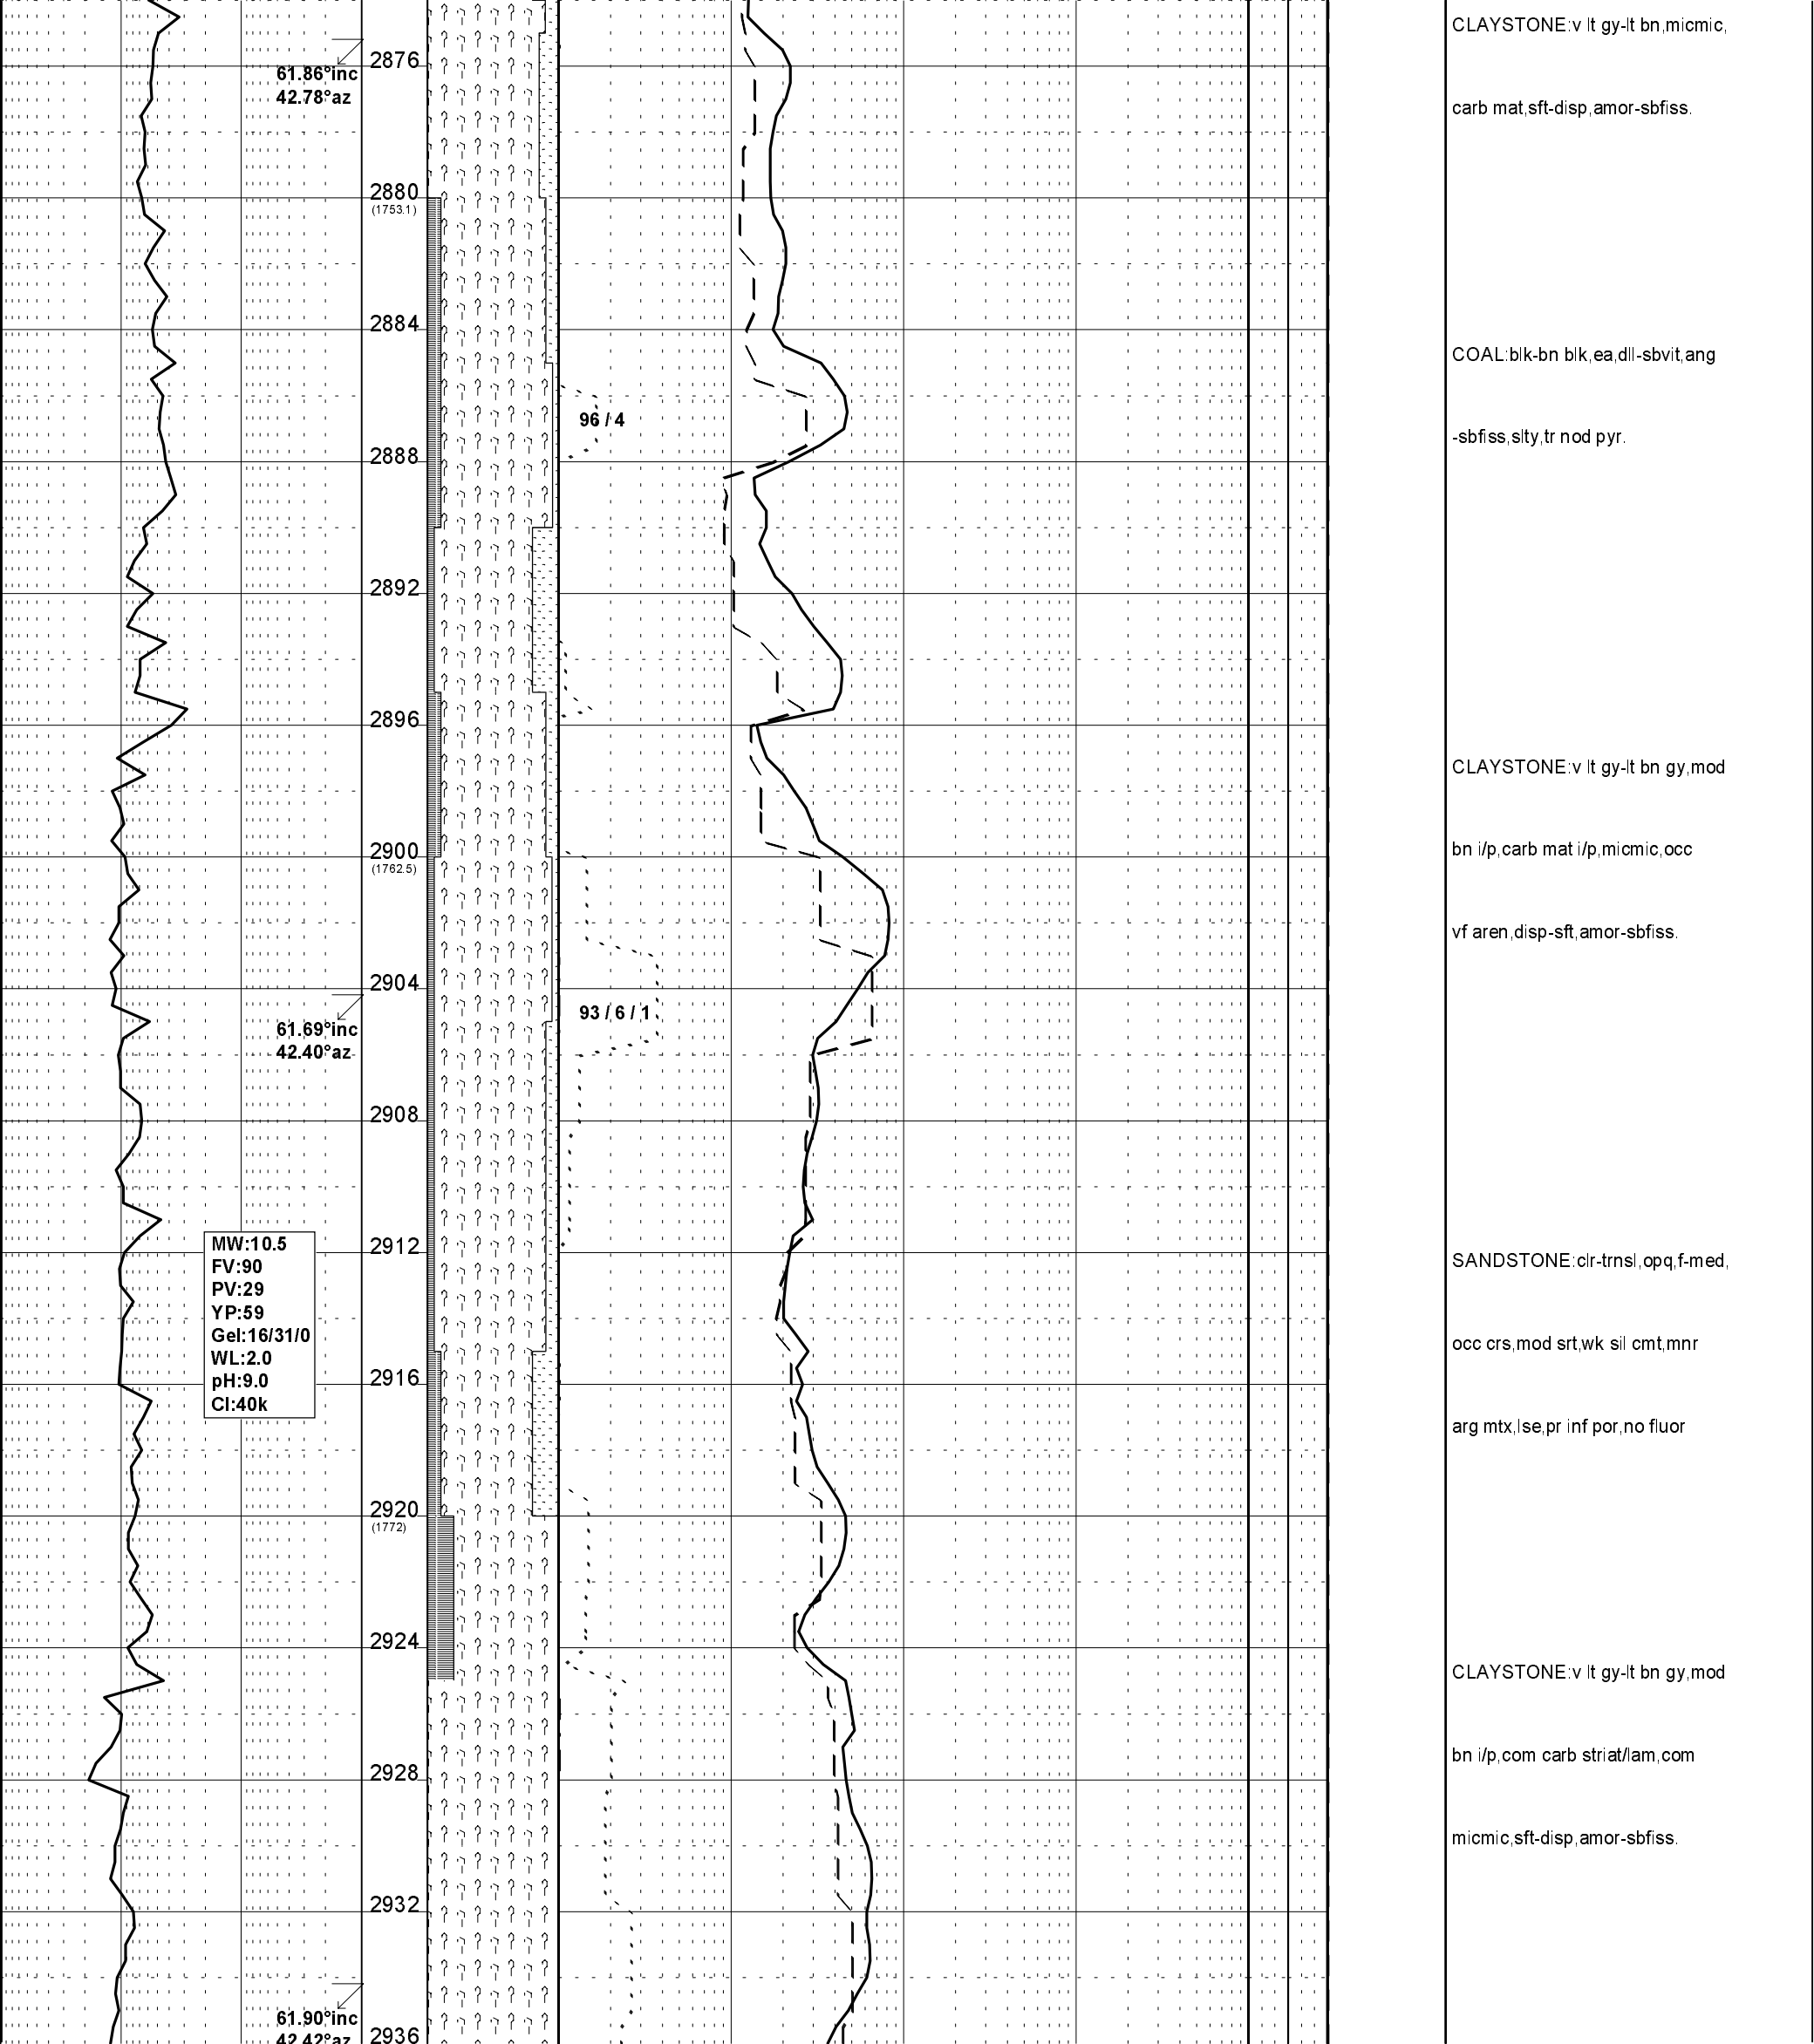 CLAYSTONE:v lt gy-lt bn,micmic,
2876
61.86°inc
42.78°az
carb mat,sft-disp,amor-sbfiss.
2880
(1753.1)
2884
COAL:blk-bn blk,ea,dll-sbvit,ang
96 / 4
-sbfiss,slty,tr nod pyr.
2888
2892
2896
CLAYSTONE:v lt gy-lt bn gy,mod
2900
(1762.5)
bn i/p,carb mat i/p,micmic,occ
vf aren,disp-sft,amor-sbfiss.
2904
93 / 6 / 1
61.69°inc
42.40°az
2908
2912
MW:10.5
FV:90
PV:29
YP:59
Gel:16/31/0
WL:2.0
pH:9.0
Cl:40k
SANDSTONE:clr-trnsl,opq,f-med,
occ crs,mod srt,wk sil cmt,mnr
2916
arg mtx,lse,pr inf por,no fluor
2920
(1772)
2924
CLAYSTONE:v lt gy-lt bn gy,mod
bn i/p,com carb striat/lam,com
2928
micmic,sft-disp,amor-sbfiss.
2932
61.90°inc
42.42°az
2936